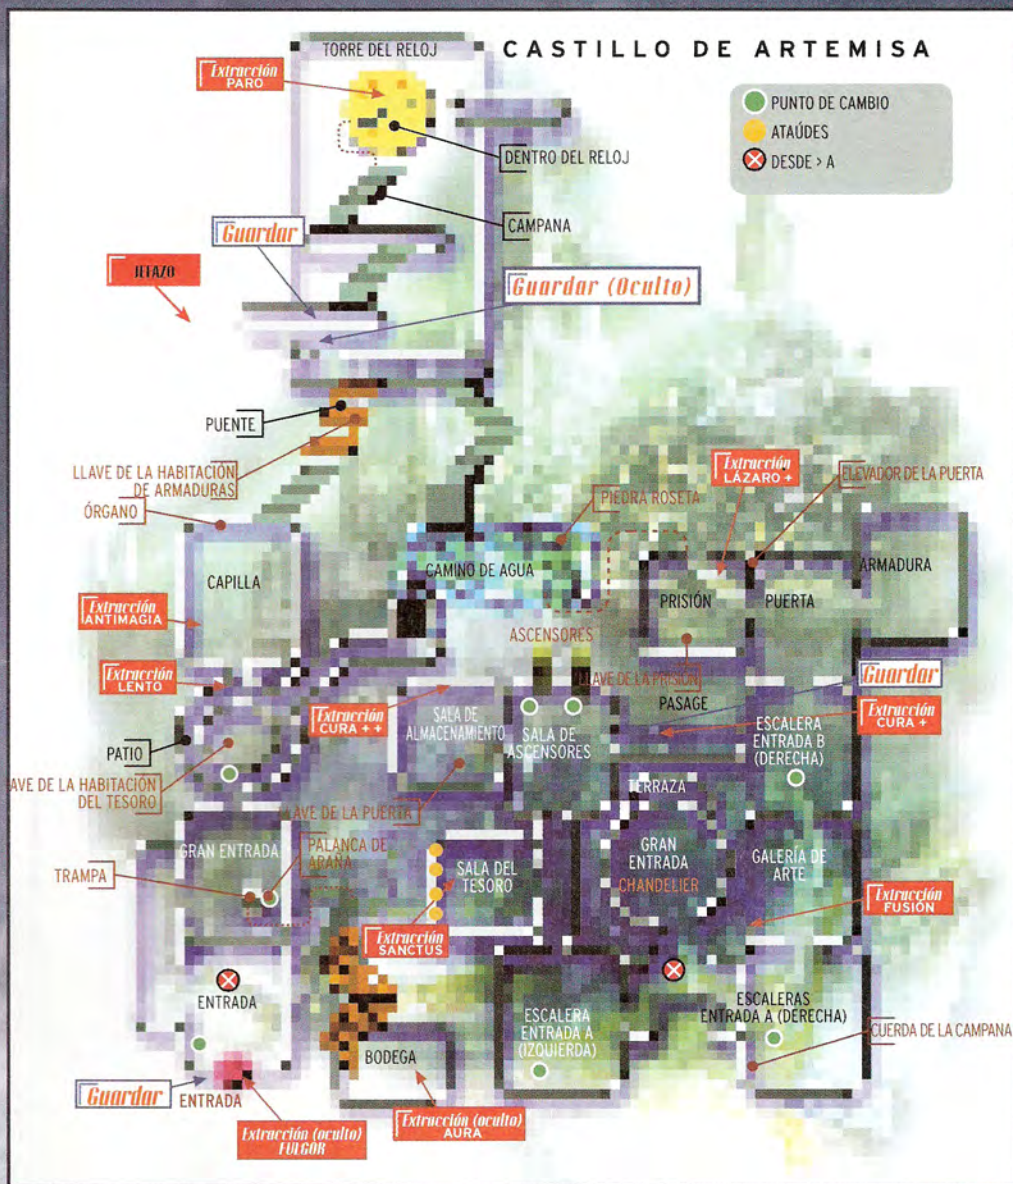 TORRE DEL RELOJ
CASTILLO DE ARTEMISA
Extracción
PARO
PUNTO DE CAMBIO
ATAÚDES
DESDE > A
DENTRO DEL RELOJ
CAMPANA
Guardar
JEFAZO
Guardar (Oculto)
PUENTE
LLAVE DE LA HABITACIÓN
DE ARMADURAS
ÓRGANO
Extracción
LÁZARO +
ELEVADOR DE LA PUERTA
PIEDRA ROSETA
CAPILLA
CAMINO DE AGUA
ARMADURA
PRISIÓN
PUERTA
Extracción
ANTIMAGIA
ASCENSORES
Extracción
LENTO
LLAVE DE LA PRISIÓN
Guardar
PASAGE
Extracción
CURA + +
SALA DE
ALMACENAMIENTO
SALA DE
ASCENSORES
Extracción
CURA +
ESCALERA
ENTRADA B
(DERECHA)
PATIO
AVE DE LA HABITACIÓN
DEL TESORO
TERRAZA
LAVE DE LA PUERTA
GRAN ENTRADA
PALANCA DE
ARAÑA
TRAMPA
SALA DEL
TESORO
GRAN
ENTRADA
CHANDELIER
GALERÍA DE
ARTE
Extracción
FUSIÓN
Extracción
SANCTUS
ENTRADA
ESCALERA
ENTRADA A
(IZQUIERDA)
ESCALERAS
ENTRADA A (DERECHA)
CUERDA DE LA CAMPANA
BODEGA
Guardar
ENTRADA
Extracción (oculto)
FULGOR
Extracción (oculto)
AURA